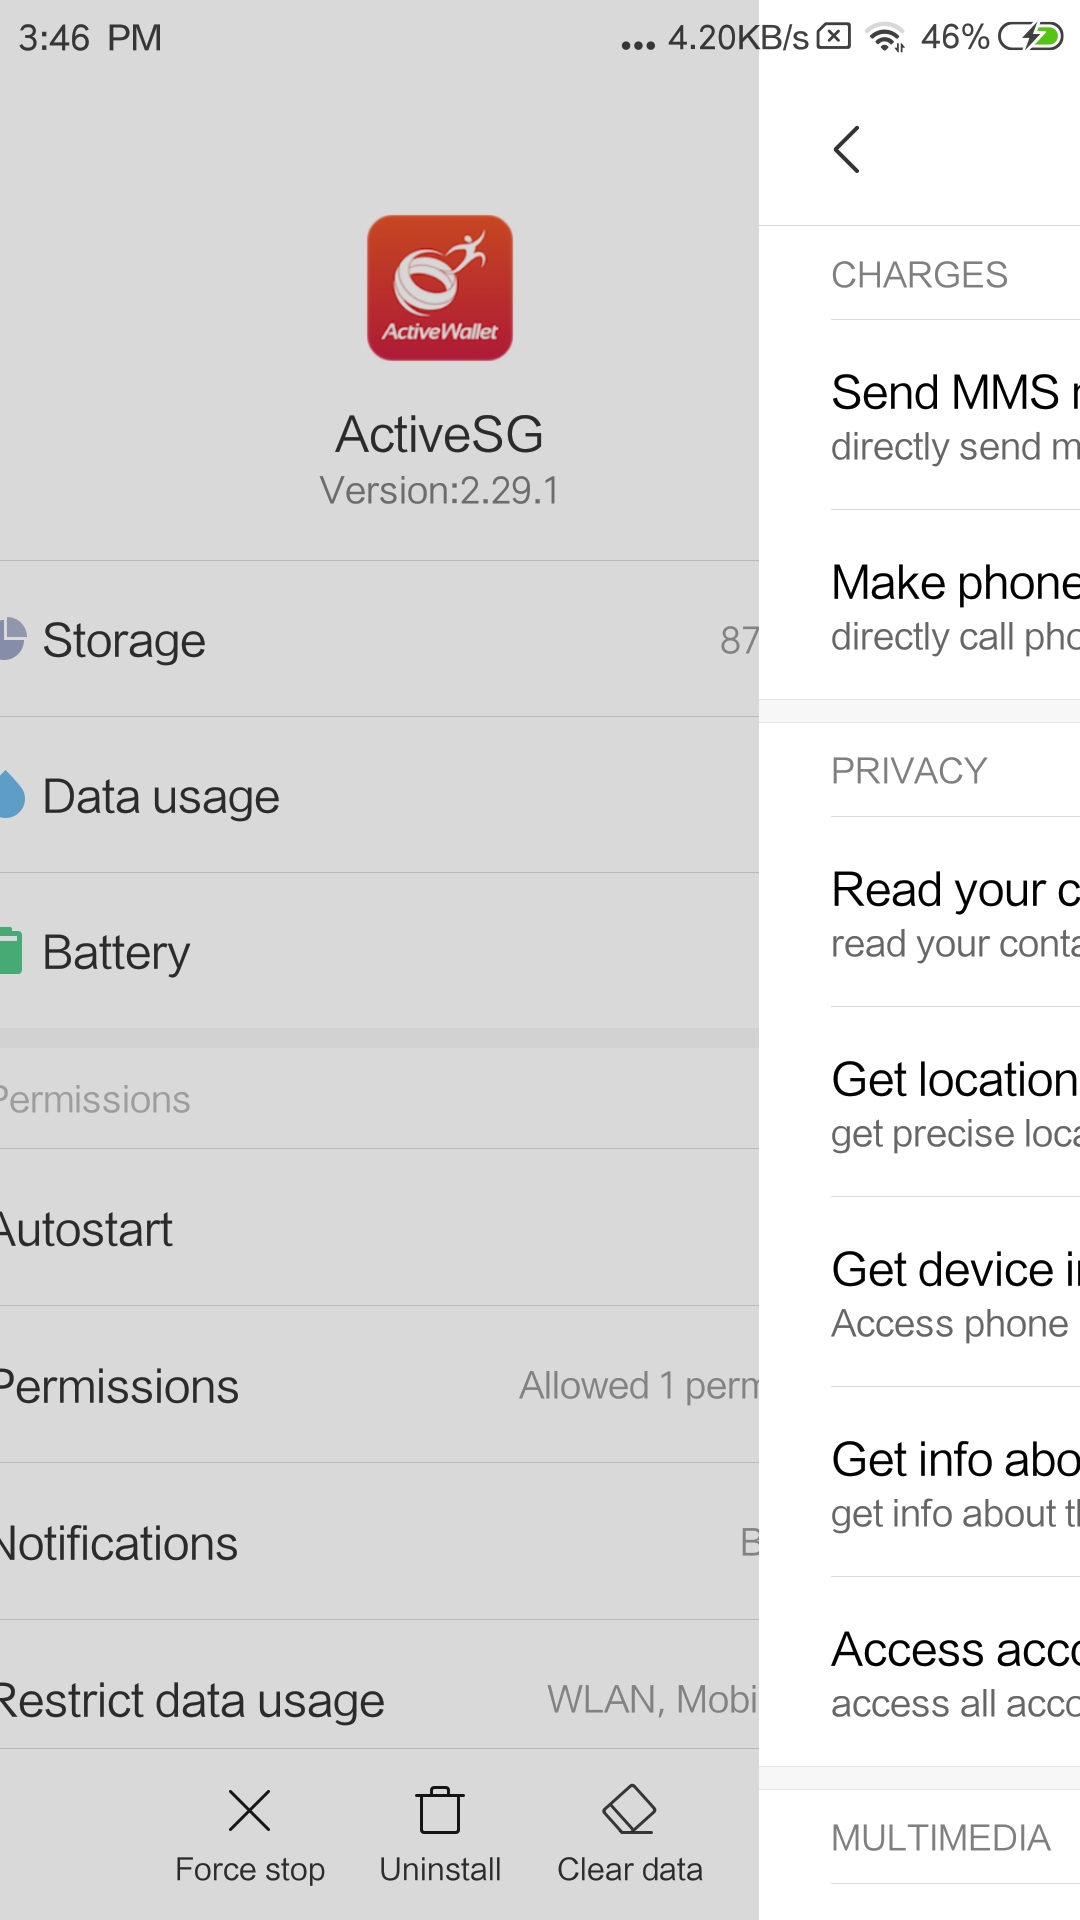 3:46 PM
... 4.20KB/s 46%
ActiveWallet
ActiveSG
Version:2.29.1
Storage 87
Data usage
Battery
Permissions
Autostart
Permissions Allowed 1 perm
Notifications B
Restrict data usage WLAN, Mobi
Force stop Uninstall Clear data
CHARGES
Send MMS
directly send m
Make phone
directly call pho
PRIVACY
Read your c
read your conta
Get location
get precise loca
Get device i
Access phone
Get info abo
get info about t
Access acco
access all acco
MULTIMEDIA